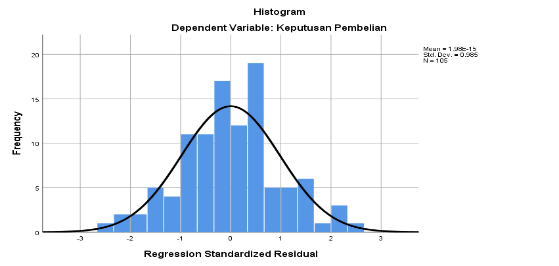 Histogram
Dependent Variable: Keputusan Pembelian
Mean = 1.98E-15
Std. Dev. = 0.985
N = 105
Frequency
20
15
10
5
0
-3 -2 -1 0 1 2 3
Regression Standardized Residual